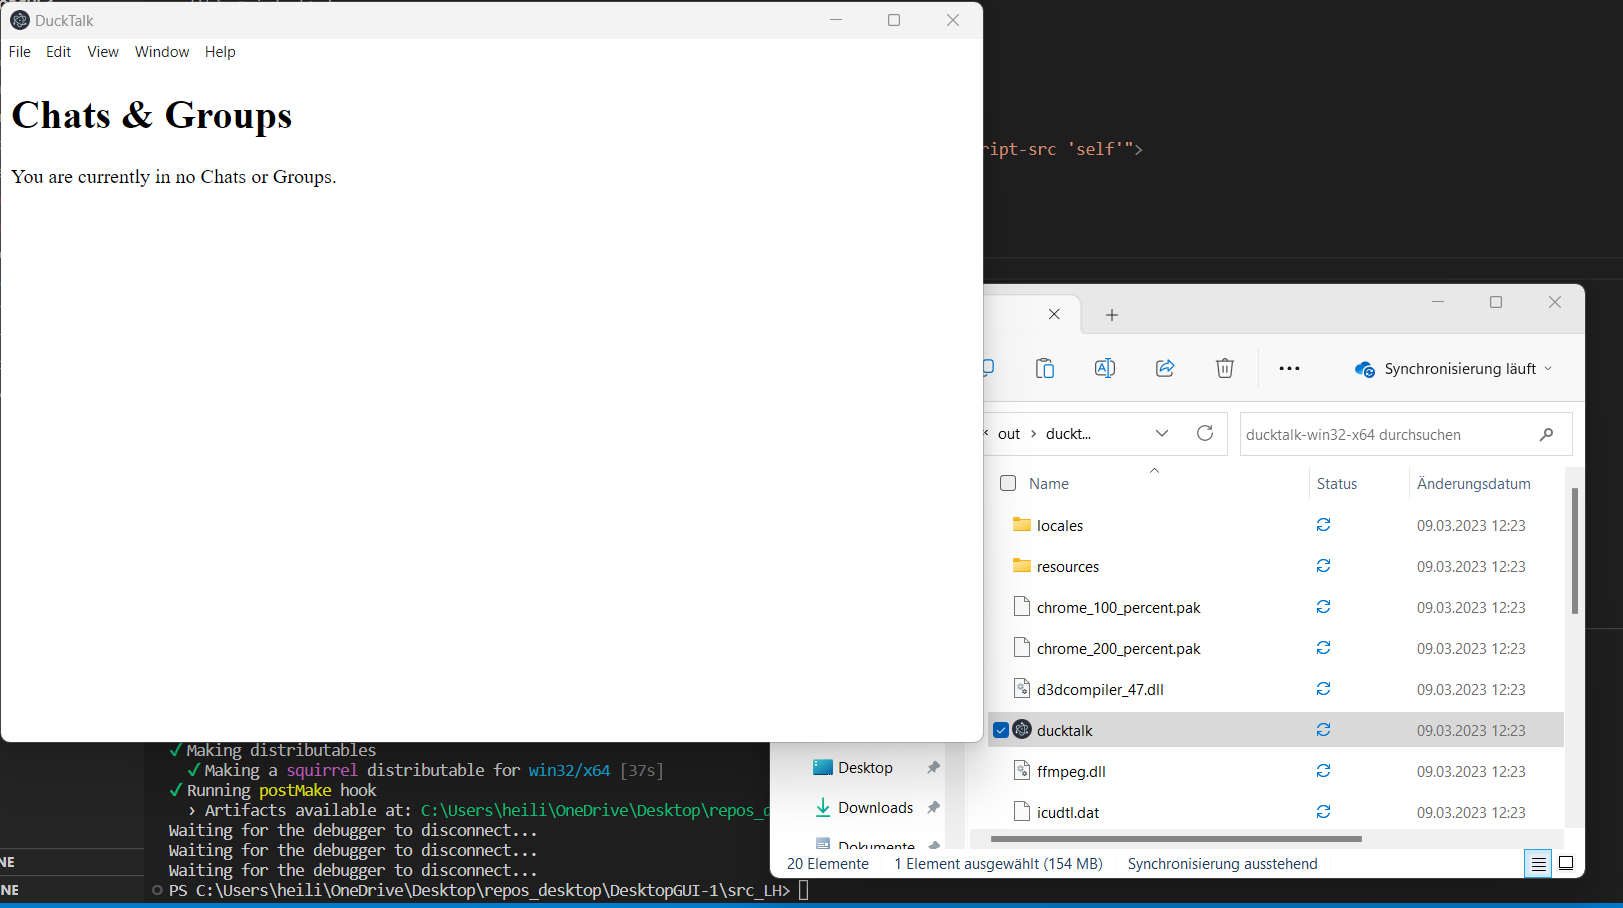 DuckTalk
File Edit View Window Help
Chats & Groups
You are currently in no Chats or Groups.
ript-src 'self'">
Synchronisierung läuft
out › duckt...
ducktalk-win32-x64 durchsuchen
Name Status Änderungsdatum
locales 09.03.2023 12:23
resources 09.03.2023 12:23
chrome_100_percent.pak 09.03.2023 12:23
chrome_200_percent.pak 09.03.2023 12:23
d3dcompiler_47.dll 09.03.2023 12:23
ducktalk 09.03.2023 12:23
ffmpeg.dll 09.03.2023 12:23
icudtl.dat 09.03.2023 12:23
Desktop
Downloads
Dokumente
20 Elemente 1 Element ausgewählt (154 MB) Synchronisierung ausstehend
✓ Making distributables
✓ Making a squirrel distributable for win32/x64 [37s]
✓ Running postMake hook
› Artifacts available at: C:\Users\heili\OneDrive\Desktop\repos_d
Waiting for the debugger to disconnect...
Waiting for the debugger to disconnect...
Waiting for the debugger to disconnect...
PS C:\Users\heili\OneDrive\Desktop\repos_desktop\DesktopGUI-1\src_LH>
NE
NE